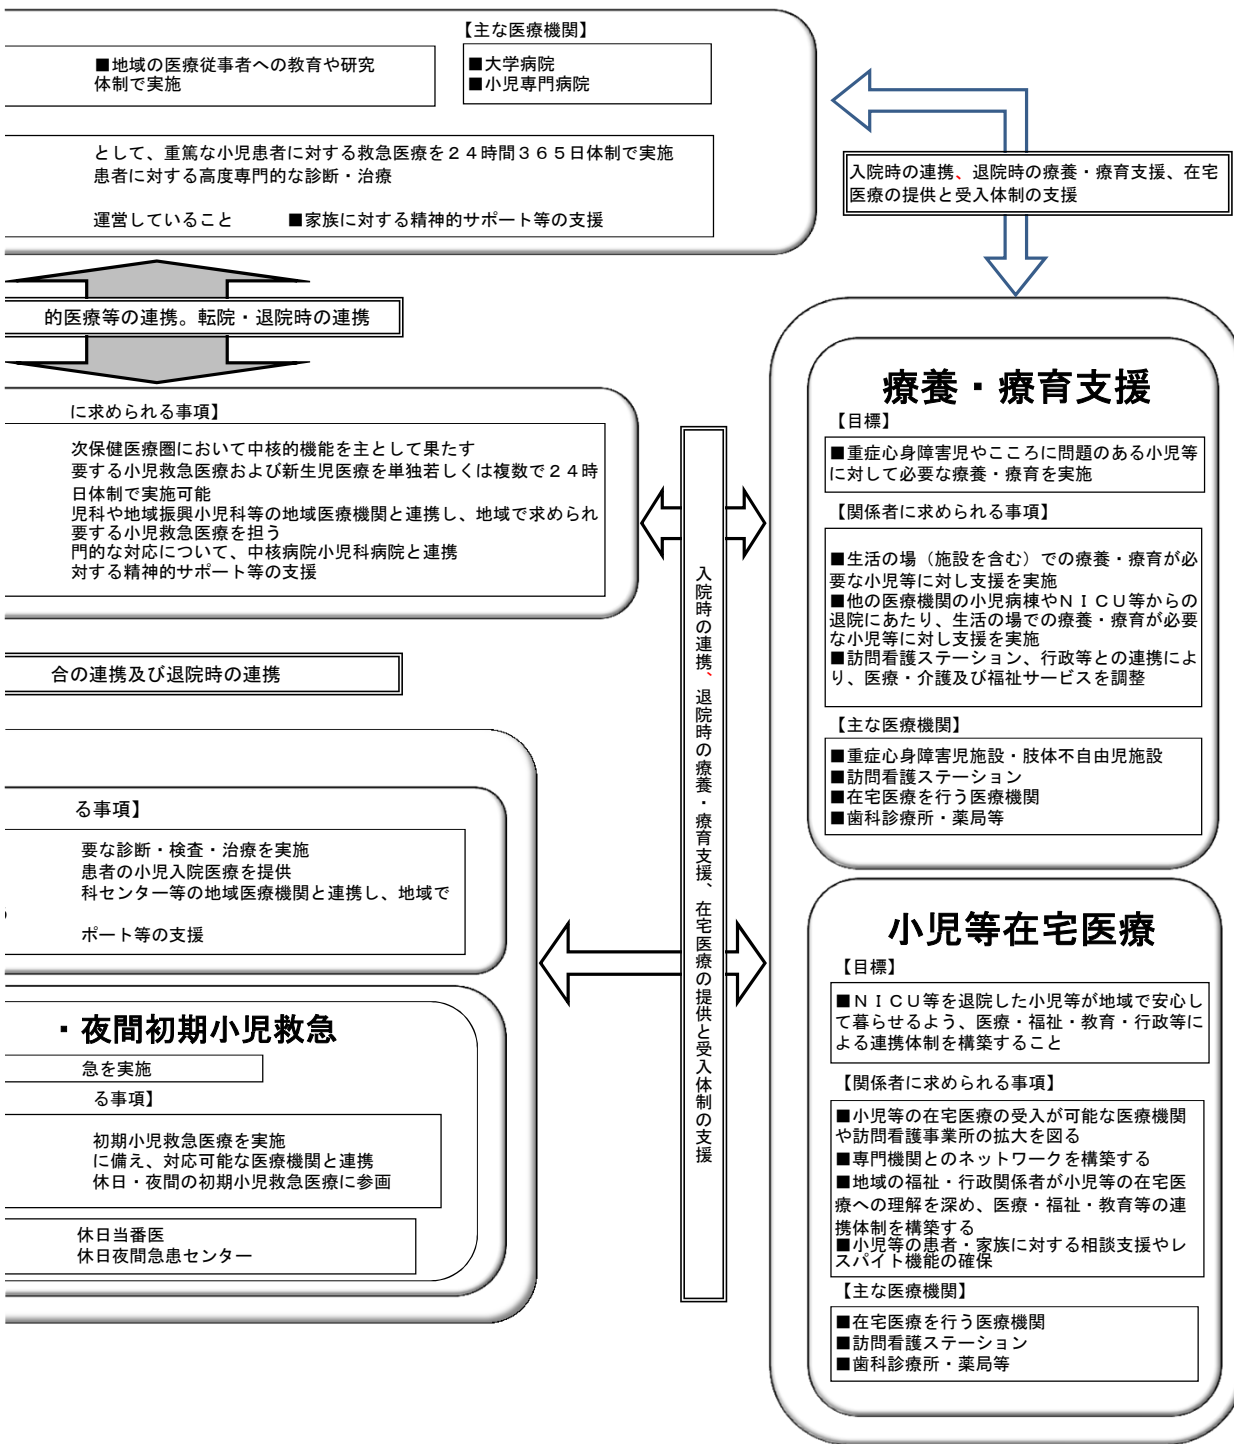 【主な医療機関】
■地域の医療従事者への教育や研究
体制で実施
■大学病院
■小児専門病院
として、重篤な小児患者に対する救急医療を２４時間３６５日体制で実施
患者に対する高度専門的な診断・治療
運営していること　　■家族に対する精神的サポート等の支援
入院時の連携、退院時の療養・療育支援、在宅
医療の提供と受入体制の支援
的医療等の連携。転院・退院時の連携
に求められる事項】
次保健医療圏において中核的機能を主として果たす
要する小児救急医療および新生児医療を単独若しくは複数で２４時
日体制で実施可能
児科や地域振興小児科等の地域医療機関と連携し、地域で求められ
要する小児救急医療を担う
門的な対応について、中核病院小児科病院と連携
対する精神的サポート等の支援
合の連携及び退院時の連携
る事項】
要な診断・検査・治療を実施
患者の小児入院医療を提供
科センター等の地域医療機関と連携し、地域で
ポート等の支援
・夜間初期小児救急
急を実施
る事項】
初期小児救急医療を実施
に備え、対応可能な医療機関と連携
休日・夜間の初期小児救急医療に参画
休日当番医
休日夜間急患センター
入院時の連携、退院時の療養・療育支援、在宅医療の提供と受入体制の支援
療養・療育支援
【目標】
■重症心身障害児やこころに問題のある小児等
に対して必要な療養・療育を実施
【関係者に求められる事項】
■生活の場（施設を含む）での療養・療育が必
要な小児等に対し支援を実施
■他の医療機関の小児病棟やＮＩＣＵ等からの
退院にあたり、生活の場での療養・療育が必要
な小児等に対し支援を実施
■訪問看護ステーション、行政等との連携によ
り、医療・介護及び福祉サービスを調整
【主な医療機関】
■重症心身障害児施設・肢体不自由児施設
■訪問看護ステーション
■在宅医療を行う医療機関
■歯科診療所・薬局等
小児等在宅医療
【目標】
■ＮＩＣＵ等を退院した小児等が地域で安心し
て暮らせるよう、医療・福祉・教育・行政等に
よる連携体制を構築すること
【関係者に求められる事項】
■小児等の在宅医療の受入が可能な医療機関
や訪問看護事業所の拡大を図る
■専門機関とのネットワークを構築する
■地域の福祉・行政関係者が小児等の在宅医
療への理解を深め、医療・福祉・教育等の連
携体制を構築する
■小児等の患者・家族に対する相談支援やレ
スパイト機能の確保
【主な医療機関】
■在宅医療を行う医療機関
■訪問看護ステーション
■歯科診療所・薬局等